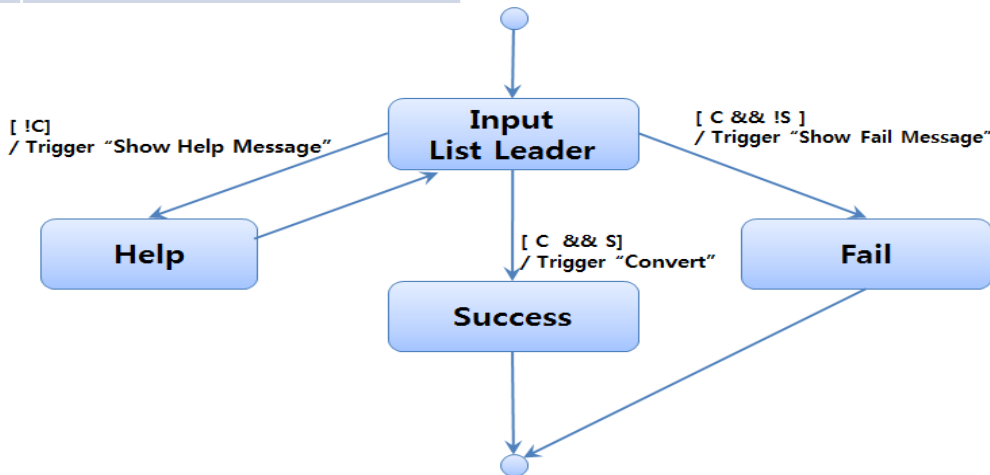 Input
List Leader
[ !C]
/ Trigger “Show Help Message”
[ C && !S ]
/ Trigger “Show Fail Message”
Help
[ C && S]
/ Trigger “Convert”
Fail
Success